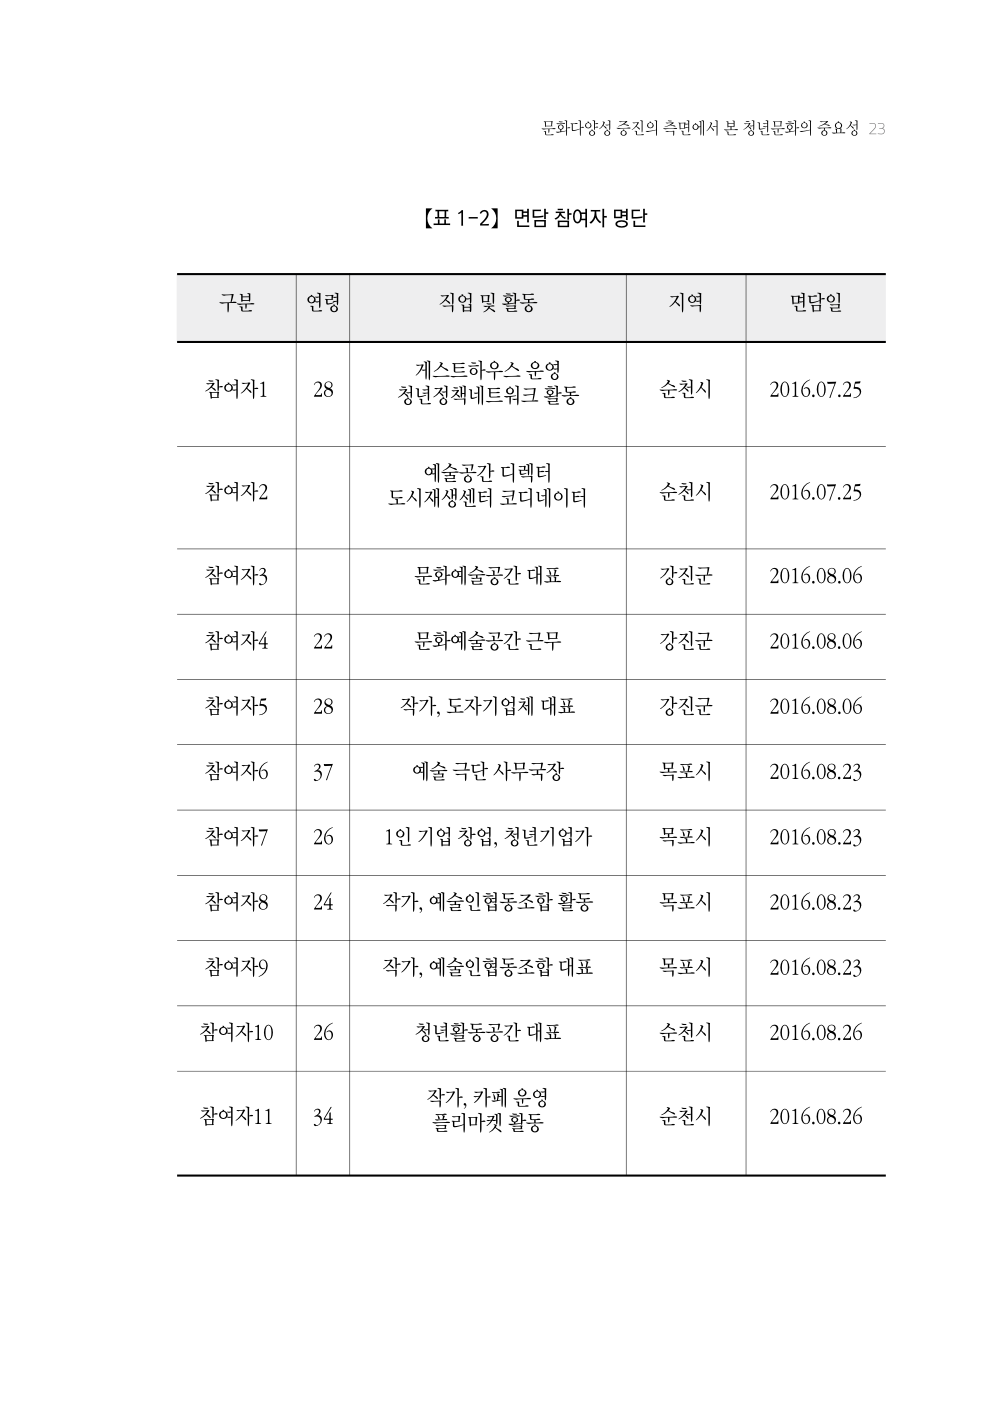 문화다양성 증진의 측면에서 본 청년문화의 중요성 23
【표 1-2】 면담 참여자 명단
구분 연령 직업 및 활동 지역 면담일
참여자1 28 게스트하우스 운영 순천시 2016.07.25
청년정책네트워크 활동
참여자2 예술공간 디렉터 순천시 2016.07.25
도시재생센터 코디네이터
참여자3 문화예술공간 대표 강진군 2016.08.06
참여자4 22 문화예술공간 근무 강진군 2016.08.06
참여자5 28 작가, 도자기업체 대표 강진군 2016.08.06
참여자6 37 예술 극단 사무국장 목포시 2016.08.23
참여자7 26 1인 기업 창업, 청년기업가 목포시 2016.08.23
참여자8 24 작가, 예술인협동조합 활동 목포시 2016.08.23
참여자9 작가, 예술인협동조합 대표 목포시 2016.08.23
참여자10 26 청년활동공간 대표 순천시 2016.08.26
참여자11 34 작가, 카페 운영 순천시 2016.08.26
플리마켓 활동